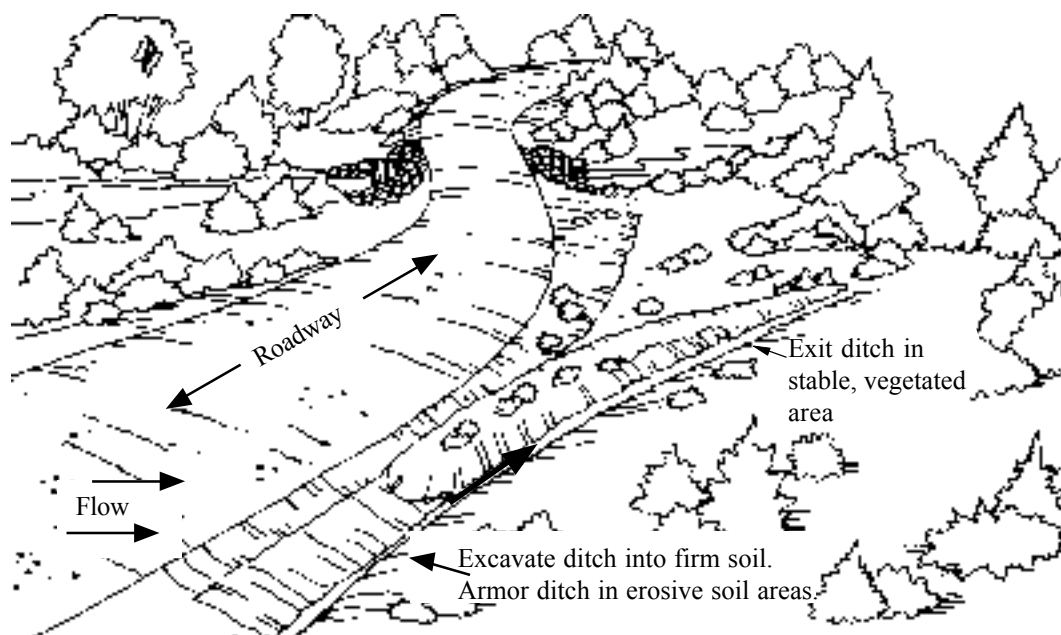 Roadway
Exit ditch in
stable, vegetated
area
Flow
Excavate ditch into firm soil.
Armor ditch in erosive soil areas.